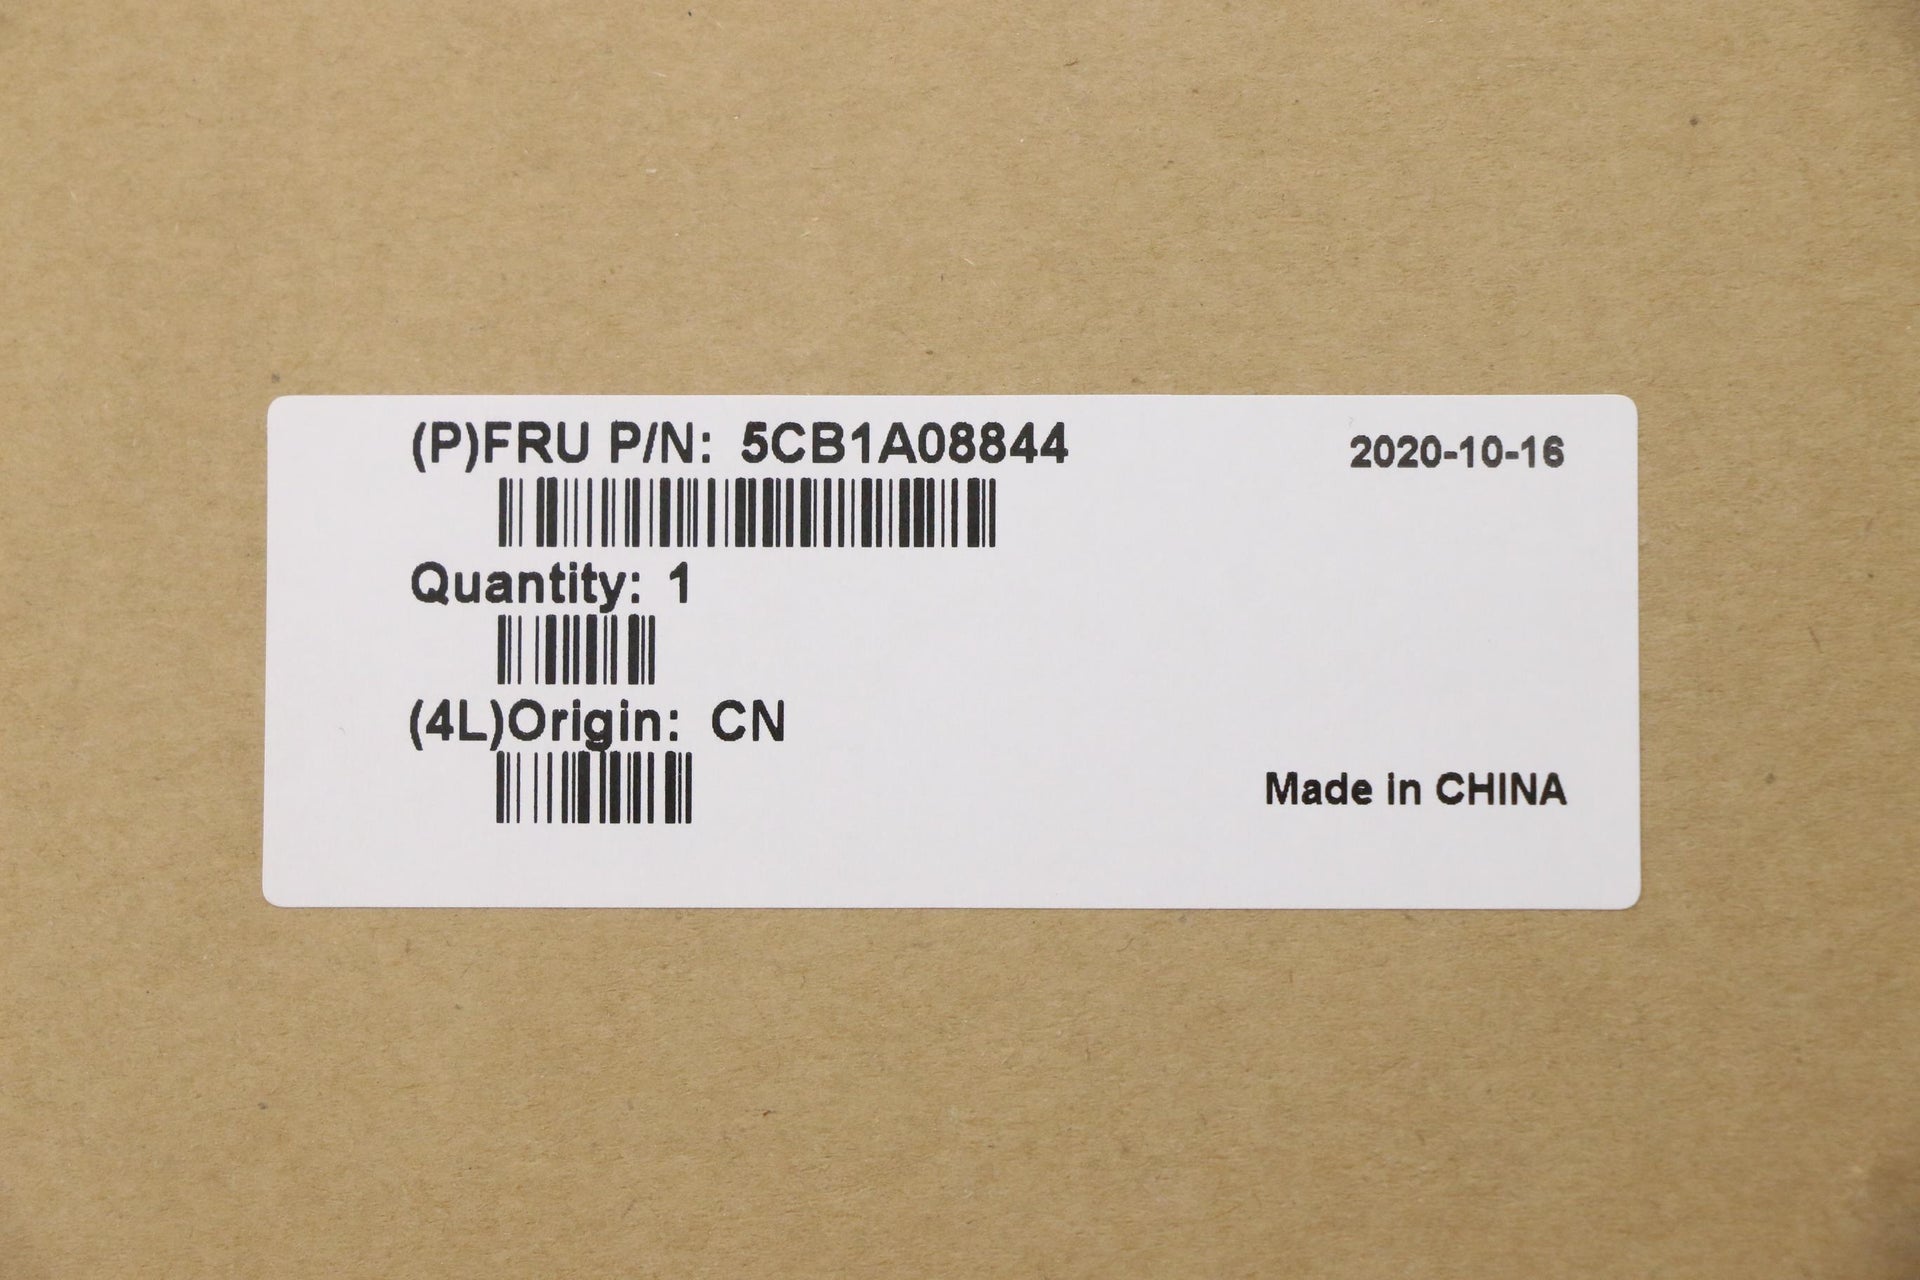 (P)FRU P/N: 5CB1A08844
2020-10-16
Quantity: 1
(4L)Origin: CN
Made in CHINA